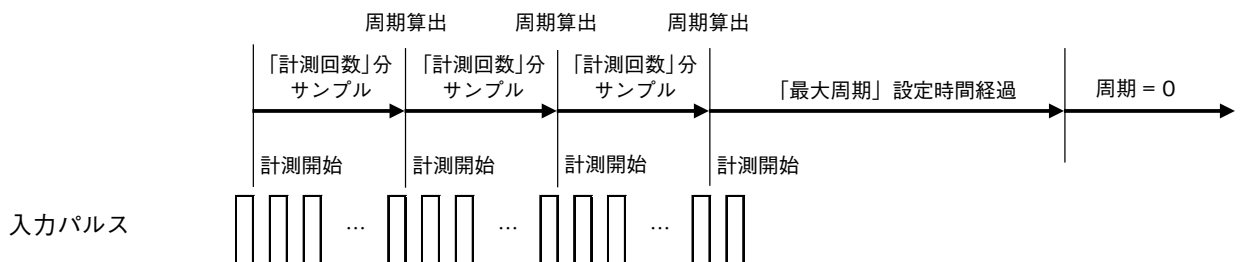 周期算出 周期算出 周期算出
「計測回数」分 「計測回数」分 「計測回数」分
サンプル サンプル サンプル
「最大周期」設定時間経過 周期 = 0
計測開始 計測開始 計測開始 計測開始
入力パルス … … …